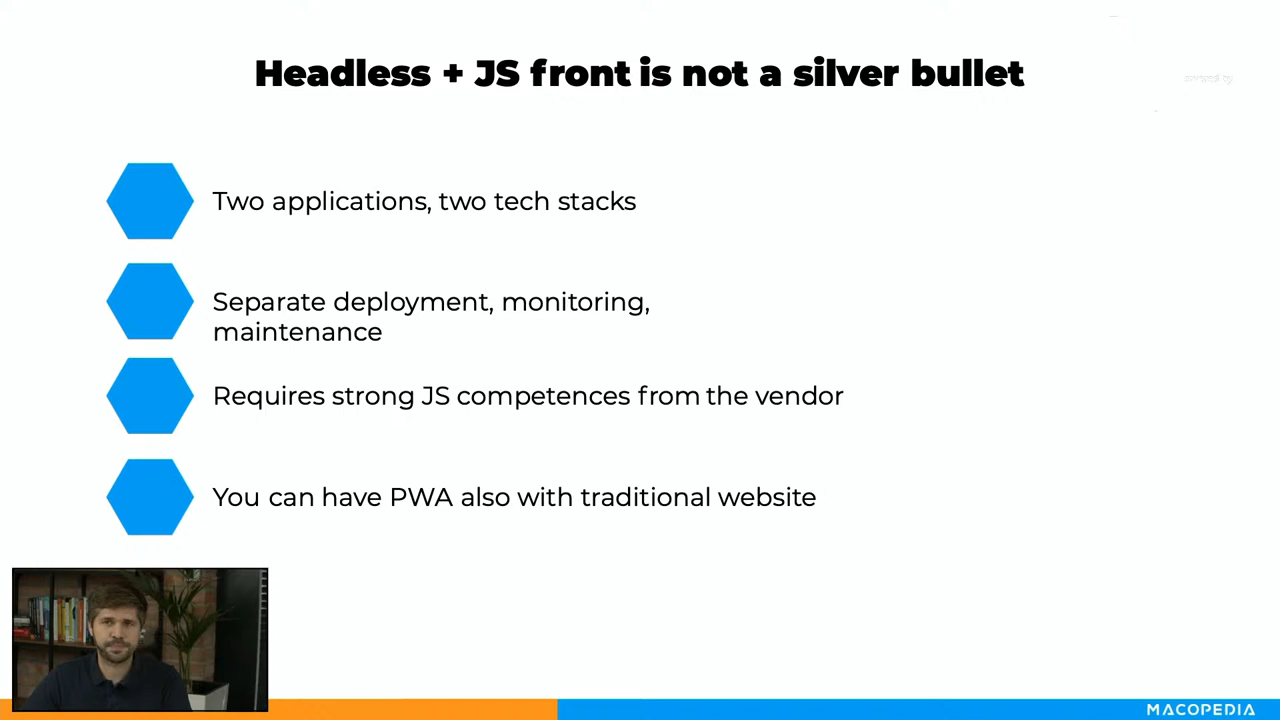 Headless + JS front is not a silver bullet
Two applications, two tech stacks
Separate deployment, monitoring,
maintenance
Requires strong JS competences from the vendor
You can have PWA also with traditional website
MACOPEDIA